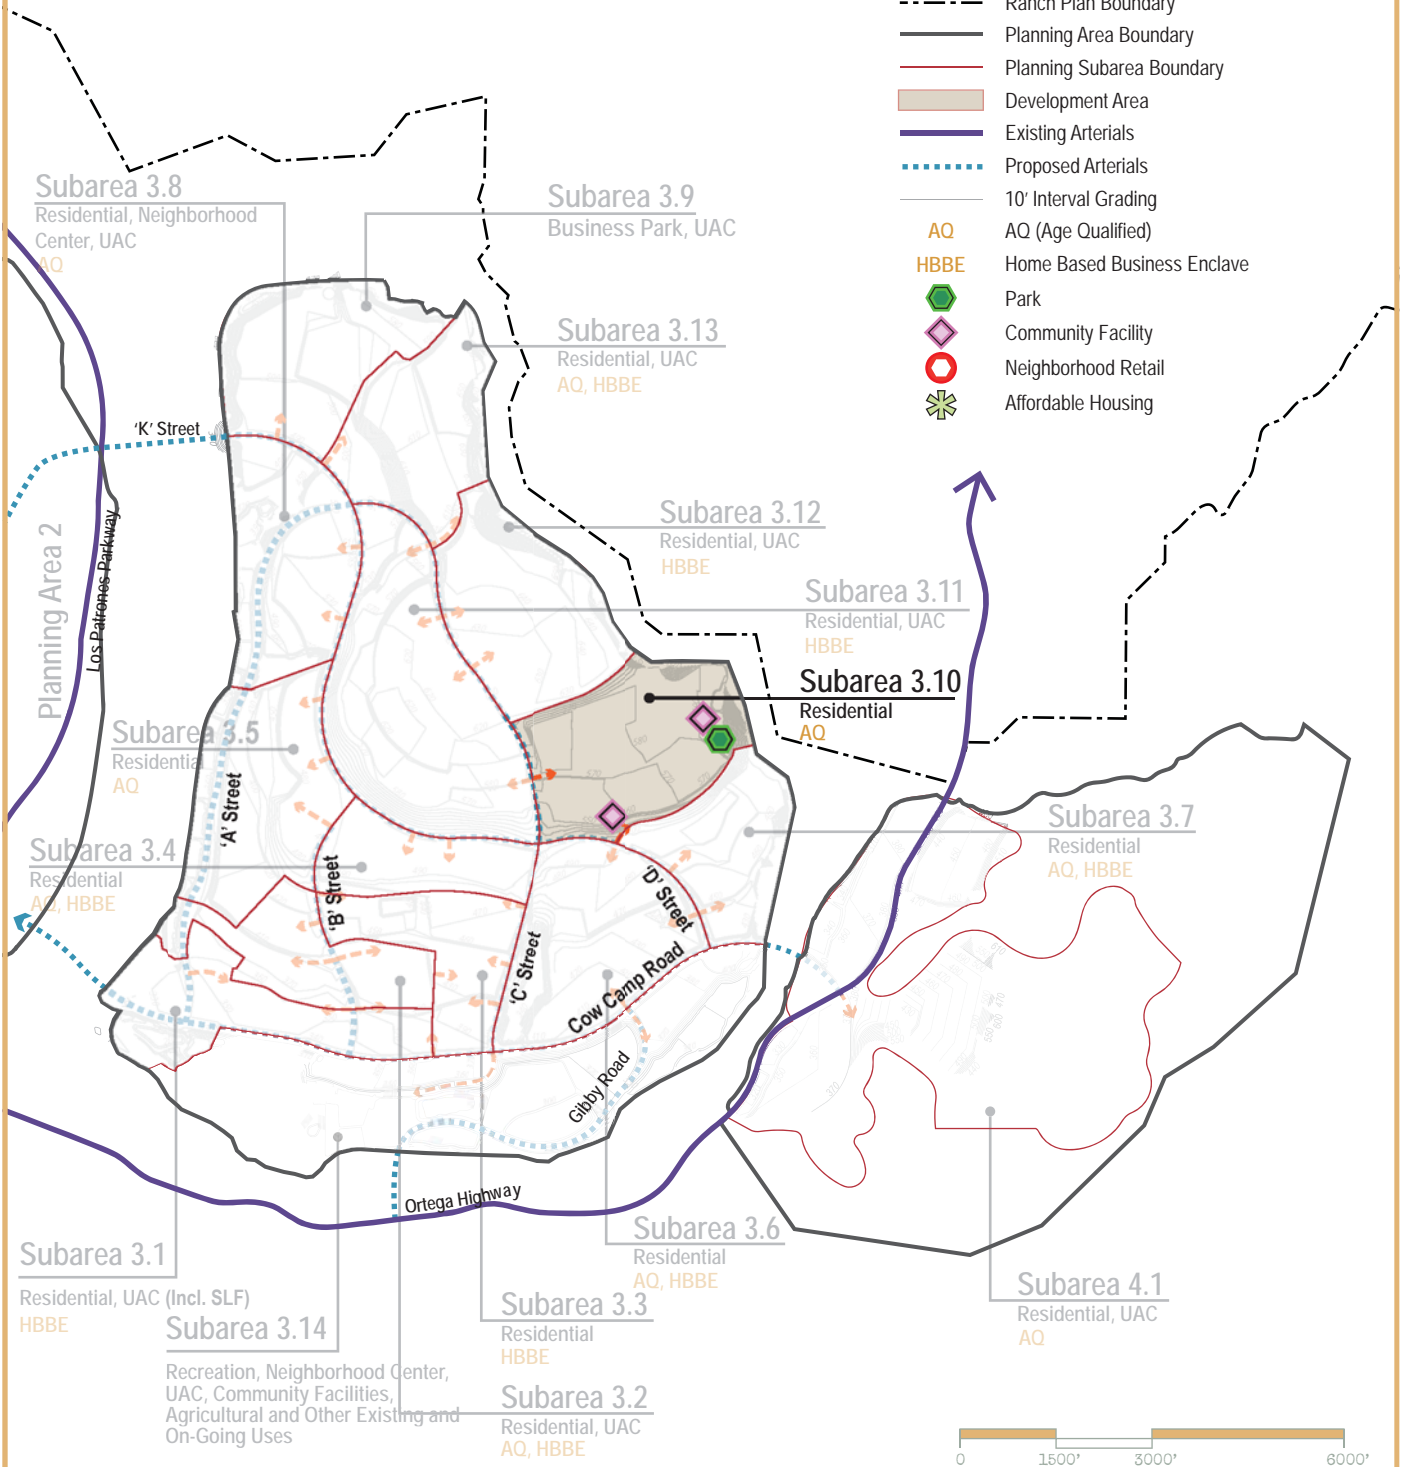 Ranch Plan Boundary
Planning Area Boundary
Planning Subarea Boundary
Development Area
Existing Arterials
Proposed Arterials
10' Interval Grading
AQ AQ (Age Qualified)
HBBE Home Based Business Enclave
Park
Community Facility
Neighborhood Retail
Affordable Housing
Subarea 3.8
Residential, Neighborhood
Center, UAC
AQ
Subarea 3.9
Business Park, UAC
Subarea 3.13
Residential, UAC
AQ, HBBE
'K' Street
Planning Area 2
Los Patrones Parkway
Subarea 3.12
Residential, UAC
HBBE
Subarea 3.11
Residential, UAC
HBBE
Subarea 3.10
Residential
AQ
Subarea 3.5
Residential
AQ
'A' Street
Subarea 3.4
Residential
AQ, HBBE
'B' Street
'C' Street
'D' Street
Cow Camp Road
Gibby Road
Subarea 3.7
Residential
AQ, HBBE
370
Ortega Highway
Subarea 3.1
Residential, UAC (Incl. SLF)
HBBE
Subarea 3.14
Recreation, Neighborhood Center,
UAC, Community Facilities,
Agricultural and Other Existing and
On-Going Uses
Subarea 3.6
Residential
AQ, HBBE
Subarea 3.3
Residential
HBBE
Subarea 3.2
Residential, UAC
AQ, HBBE
Subarea 4.1
Residential, UAC
AQ
0 1500' 3000' 6000'